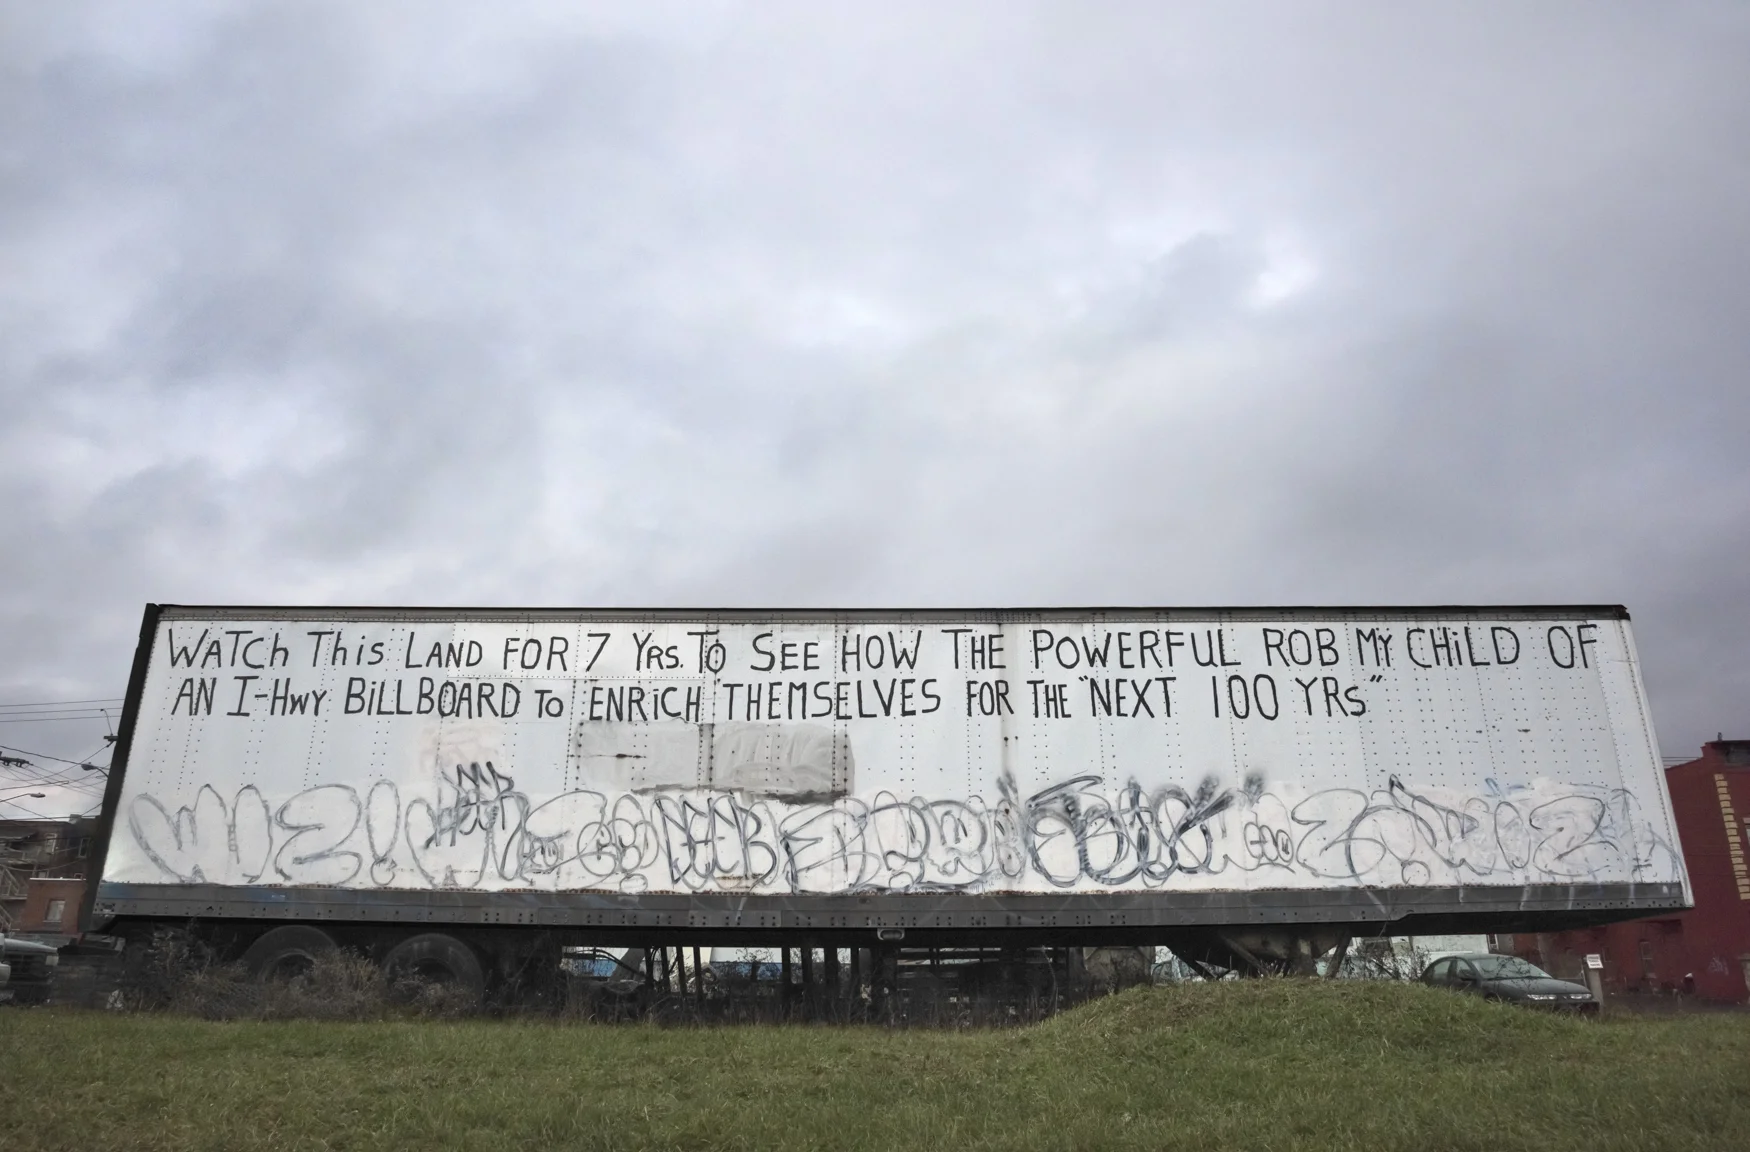 WATCh This LAND FOR 7 YRS. TO SEE HOW THE POWERFUL ROB MY CHiLD OF
AN I-HWY BiLLBOARD To ENRiCH THEMSELVES FOR THE "NEXT 100 YRs"